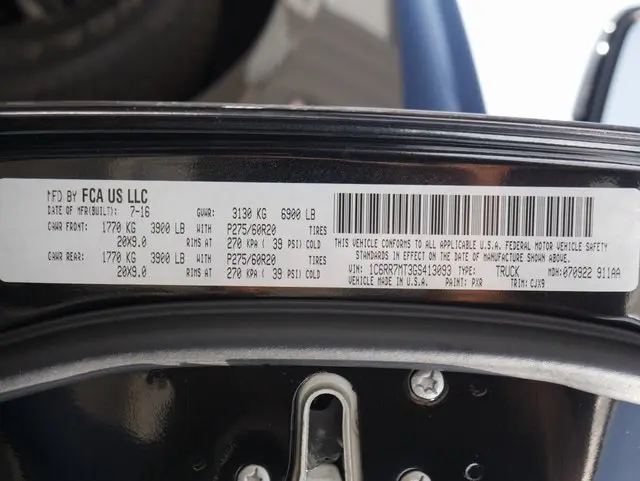 MFD BY FCA US LLC
DATE OF MFR(BUILT): 7-16 GVWR: 3130 KG 6900 LB
GAWR FRONT: 1770 KG 3900 LB WITH P275/60R20 TIRES
20X9.0 RIMS AT 270 KPA ( 39 PSI) COLD
GAWR REAR: 1770 KG 3900 LB WITH P275/60R20 TIRES
20X9.0 RIMS AT 270 KPA ( 39 PSI) COLD
THIS VEHICLE CONFORMS TO ALL APPLICABLE U.S.A. FEDERAL MOTOR VEHICLE SAFETY
STANDARDS IN EFFECT ON THE DATE OF MANUFACTURE SHOWN ABOVE.
VIN: 1C6RR7MT3GS413093 TYPE: TRUCK MDH: 070922 911AA
VEHICLE MADE IN U.S.A. PAINT: PXR TRIM: CJX9